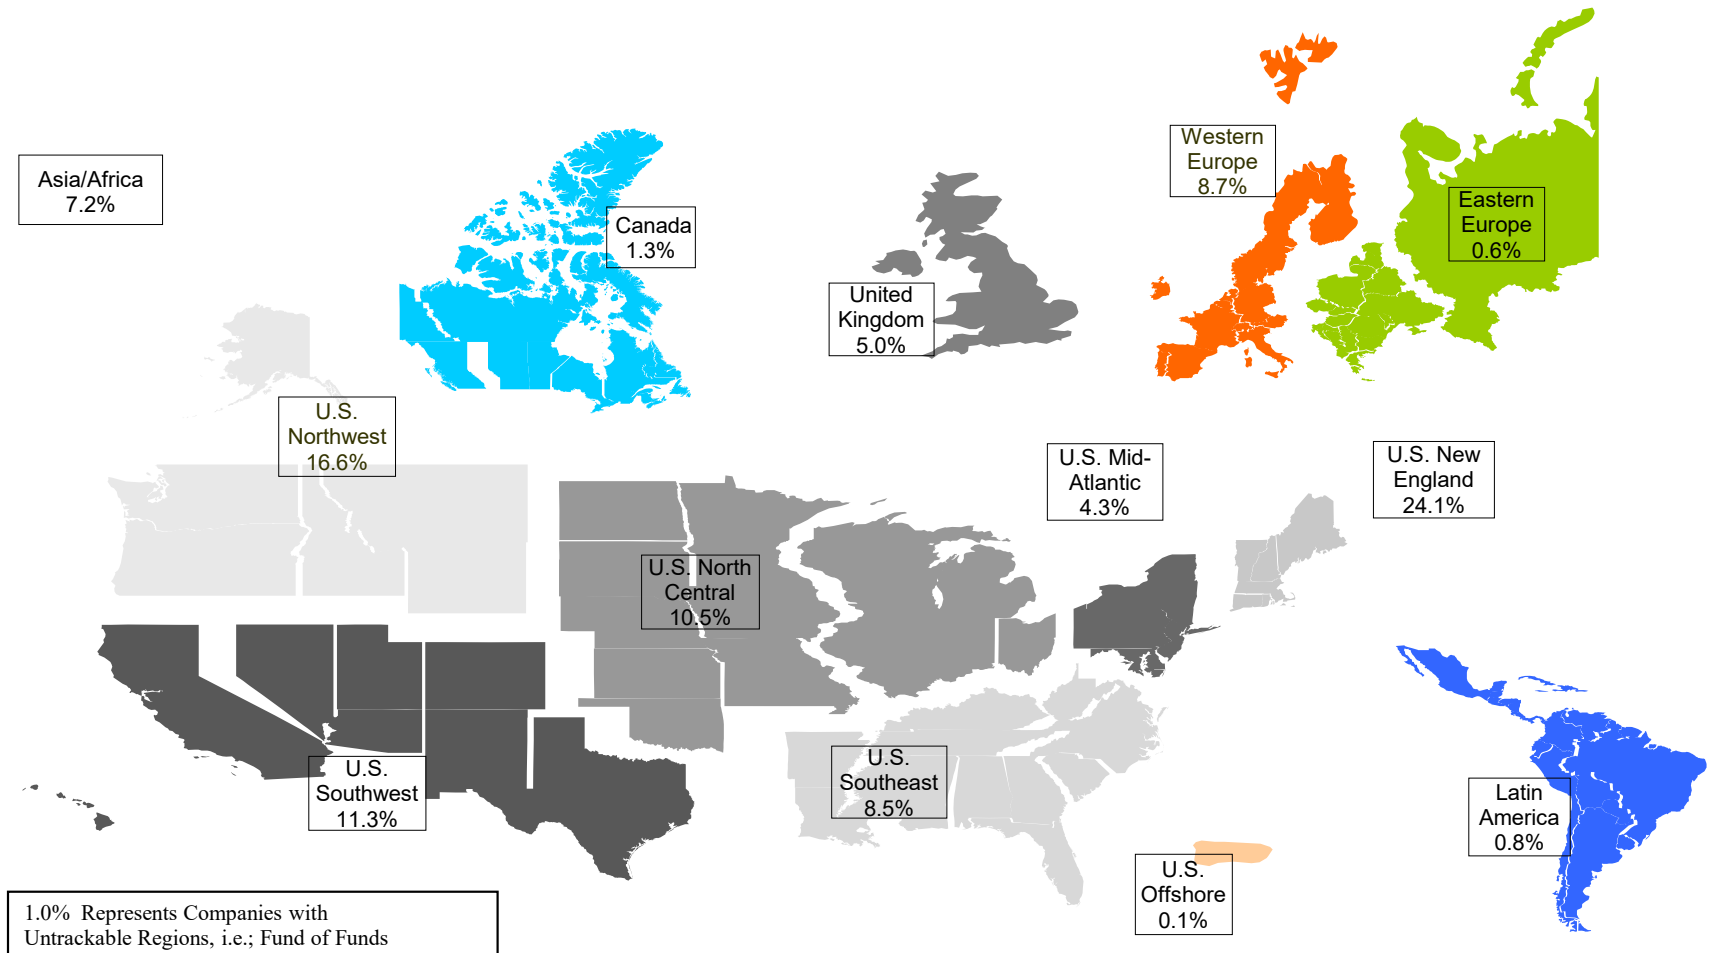 Asia/Africa
7.2%
Canada
1.3%
United
Kingdom
5.0%
Western
Europe
8.7%
Eastern
Europe
0.6%
U.S.
Northwest
16.6%
U.S. Mid-
Atlantic
4.3%
U.S. New
England
24.1%
U.S. North
Central
10.5%
U.S.
Southwest
11.3%
U.S.
Southeast
8.5%
Latin
America
0.8%
U.S.
Offshore
0.1%
1.0% Represents Companies with
Untrackable Regions, i.e.; Fund of Funds